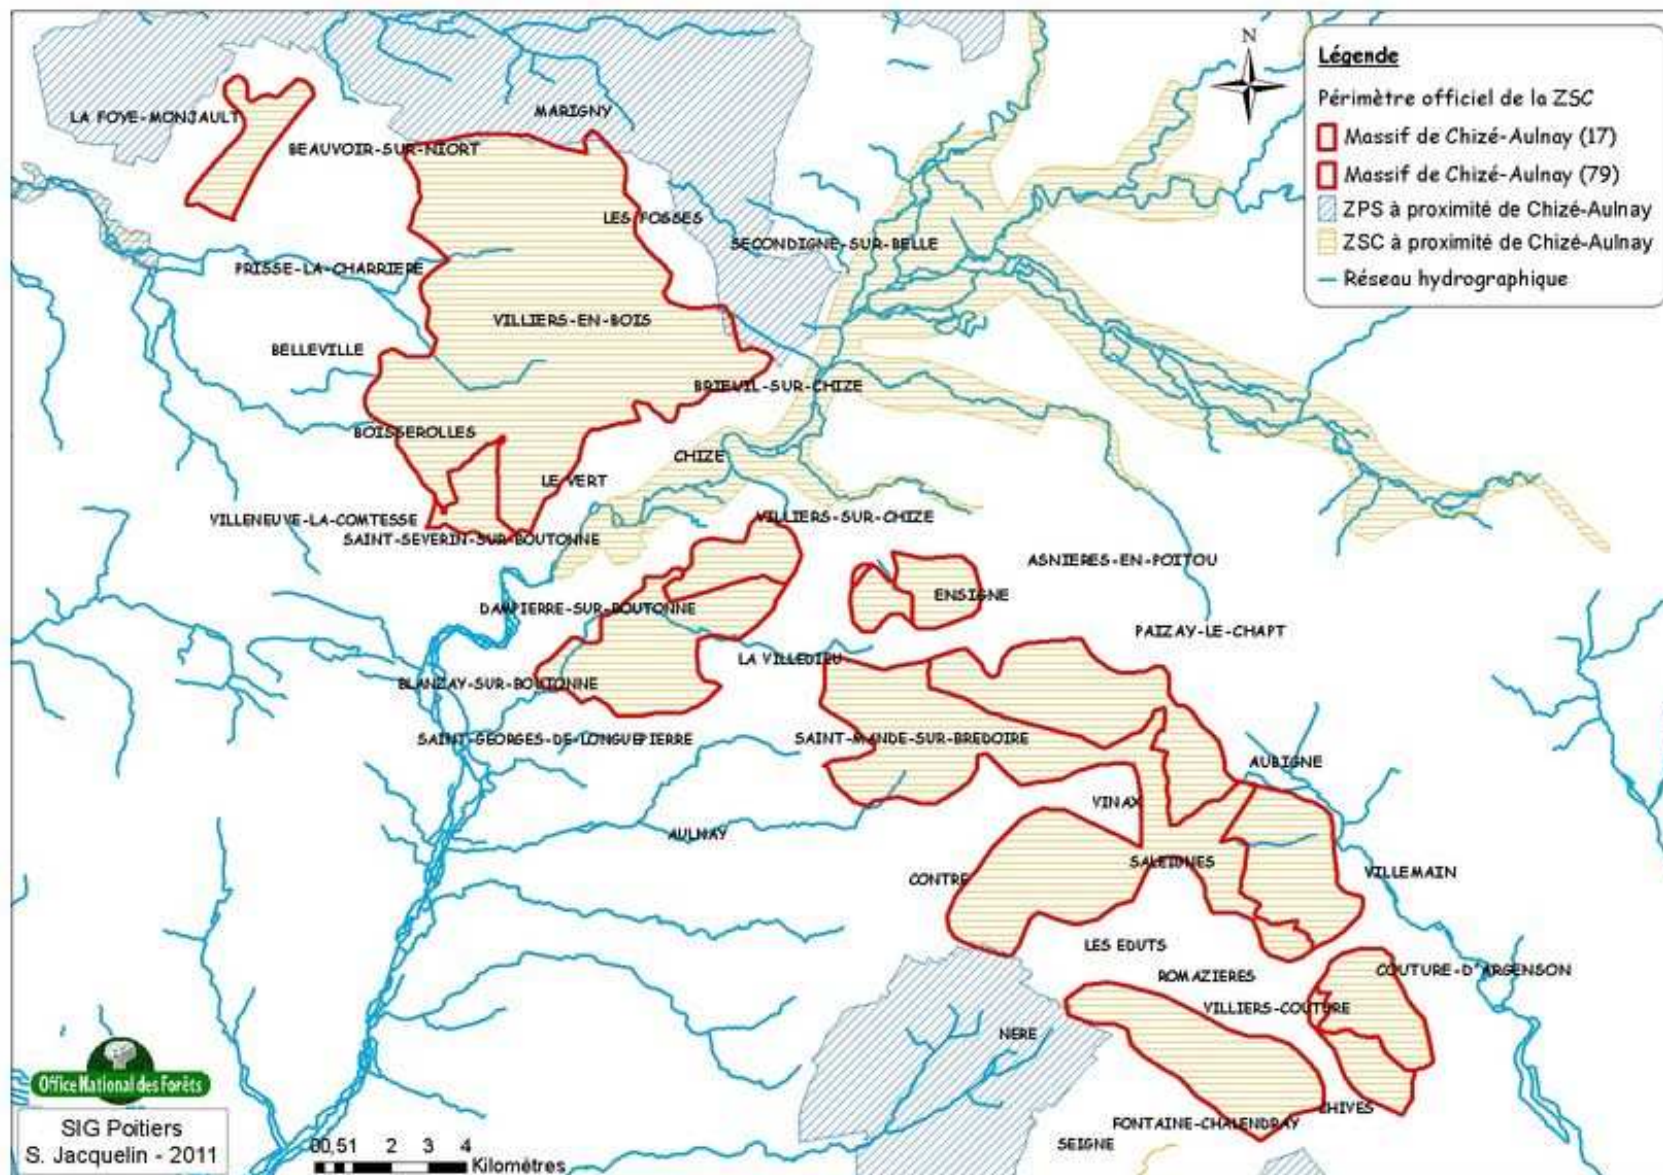 N
Légende
Périmètre officiel de la ZSC
Massif de Chizé-Aulnay (17)
Massif de Chizé-Aulnay (79)
ZPS à proximité de Chizé-Aulnay
ZSC à proximité de Chizé-Aulnay
Réseau hydrographique
MARIGNY
LA FOYE-MONJAULT
BEAUVOIR-SUR-NIORT
LES FOSSES
SECONDIGNE-SUR-BELLE
PRISSE-LA-CHARRIERE
VILLIERS-EN-BOIS
BELLEVILLE
BRIEUIL-SUR-CHIZE
BOISSEROLLES
CHIZE
LE VERT
VILLENEUVE-LA-COMTESSE
VILLIERS-SUR-CHIZE
SAINT-SEVERIN-SUR-BOUTONNE
ASNIERES-EN-POITOU
ENSIGNE
DAMPIERRE-SUR-BOUTONNE
PAIZAY-LE-CHAPT
LA VILLEDIEU
BLANZAY-SUR-BOUTONNE
SAINT-GEORGES-DE-LONGUEPIERRE
SAINT-MANDE-SUR-BREDOIRE
AUBIGNE
VINAX
AULNAY
SALEIGNES
CONTRE
VILLEMAIN
LES EDUTS
ROMAZIERES
COUTURE-D'ARGENSON
VILLIERS-COUTURE
NERE
CHIVES
FONTAINE-CHALENDRAY
SEIGNE
Office National des Forêts
SIG Poitiers
S. Jacquelin - 2011
0 0,5 1 2 3 4
Kilomètres